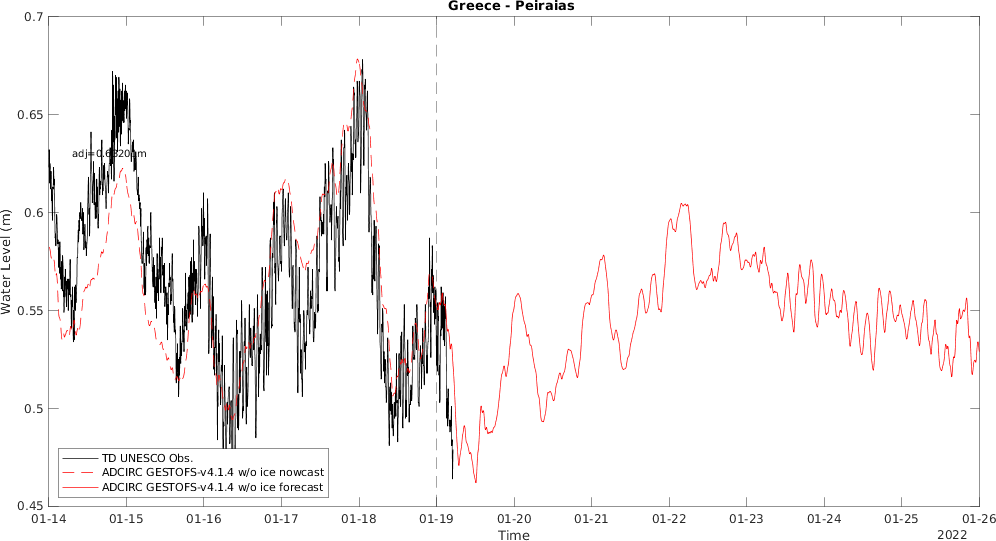 Greece - Peiraias
0.7
0.65
0.6
0.55
0.5
0.45
Water Level (m)
TD UNESCO Obs.
ADCIRC GESTOFS-v4.1.4 w/o ice nowcast
ADCIRC GESTOFS-v4.1.4 w/o ice forecast
01-14 01-15 01-16 01-17 01-18 01-19 01-20 01-21 01-22 01-23 01-24 01-25 01-26
Time
2022